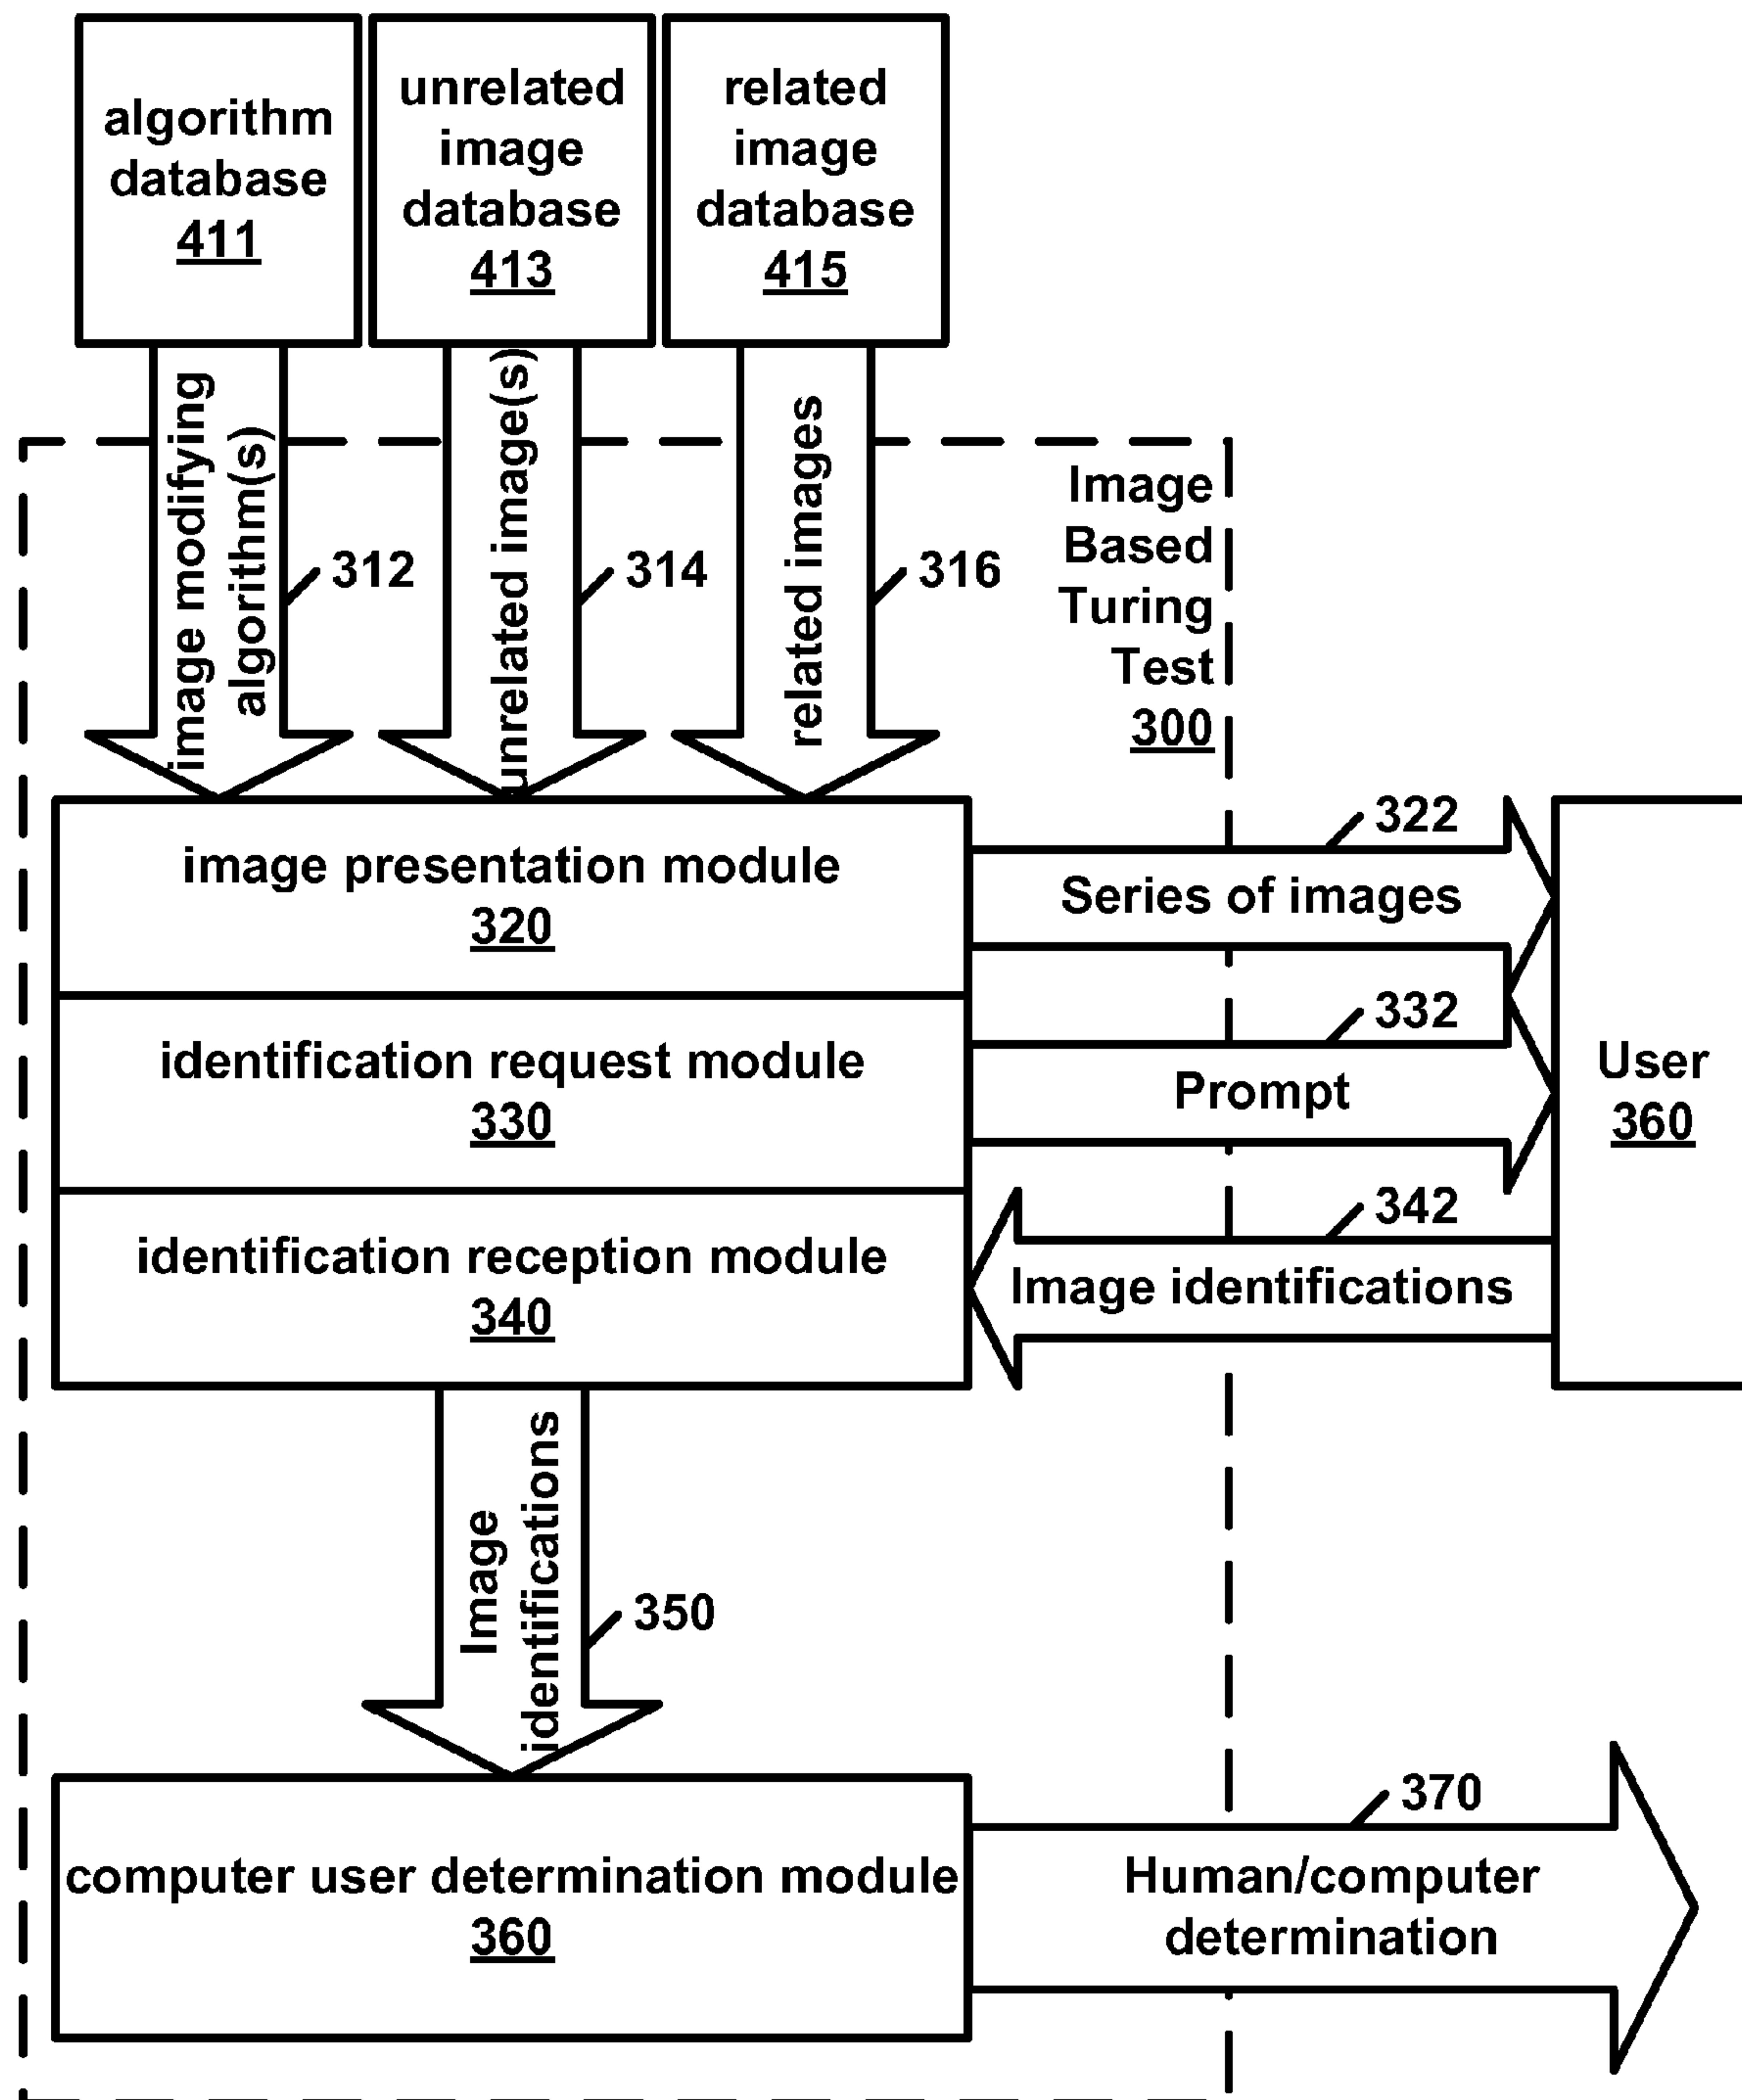 algorithm
database
411
unrelated
image
database
413
related
image
database
415
image modifying
algorithm(s)
312
unrelated image(s)
314
related images
316
Image
Based
Turing
Test
300
image presentation module
320
322
Series of images
identification request module
330
332
Prompt
User
360
identification reception module
340
342
Image identifications
Image
identifications
350
computer user determination module
360
370
Human/computer
determination